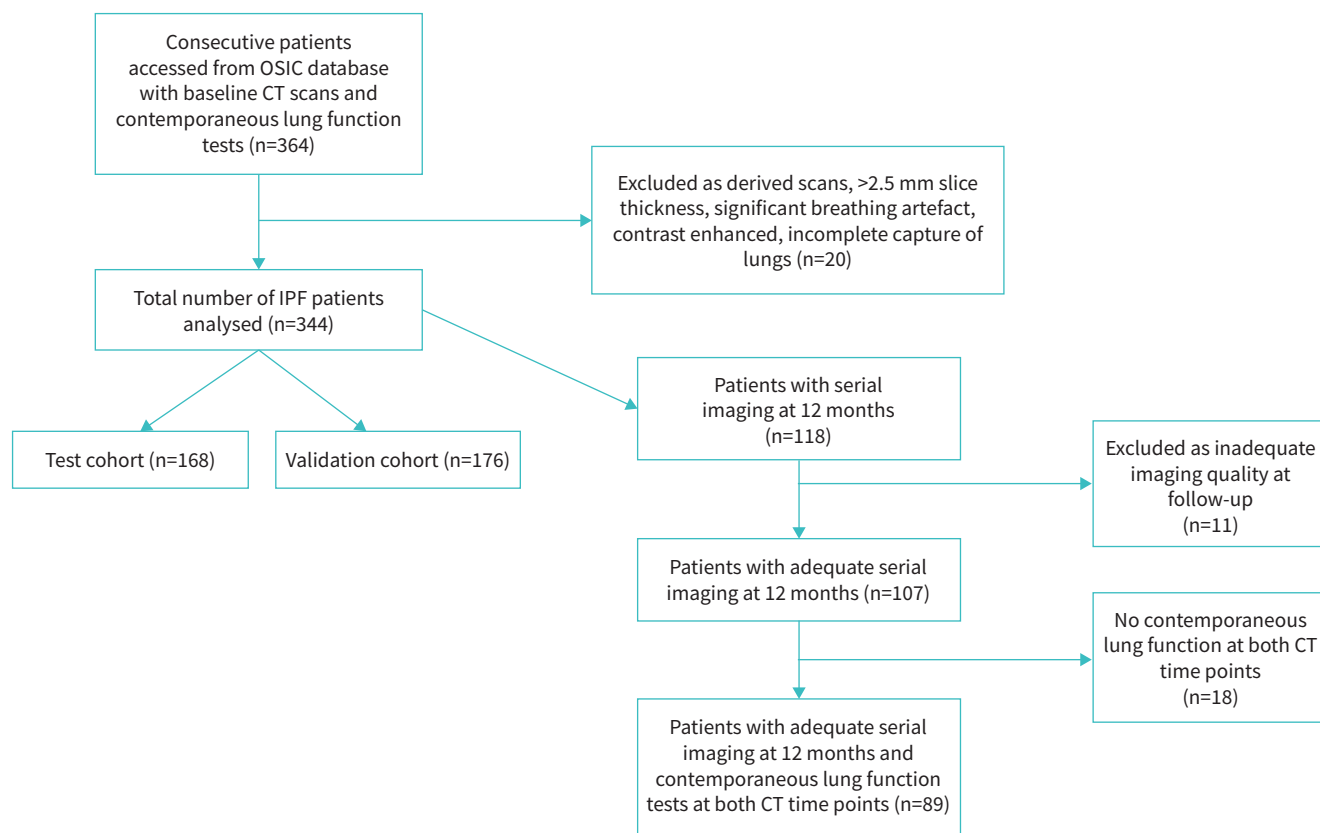 Consecutive patients
accessed from OSIC database
with baseline CT scans and
contemporaneous lung function
tests (n=364)
Excluded as derived scans, >2.5 mm slice
thickness, significant breathing artefact,
contrast enhanced, incomplete capture of
lungs (n=20)
Total number of IPF patients
analysed (n=344)
Test cohort (n=168)
Validation cohort (n=176)
Patients with serial
imaging at 12 months
(n=118)
Excluded as inadequate
imaging quality at
follow-up
(n=11)
Patients with adequate serial
imaging at 12 months (n=107)
No contemporaneous
lung function at both CT
time points
(n=18)
Patients with adequate serial
imaging at 12 months and
contemporaneous lung function
tests at both CT time points (n=89)